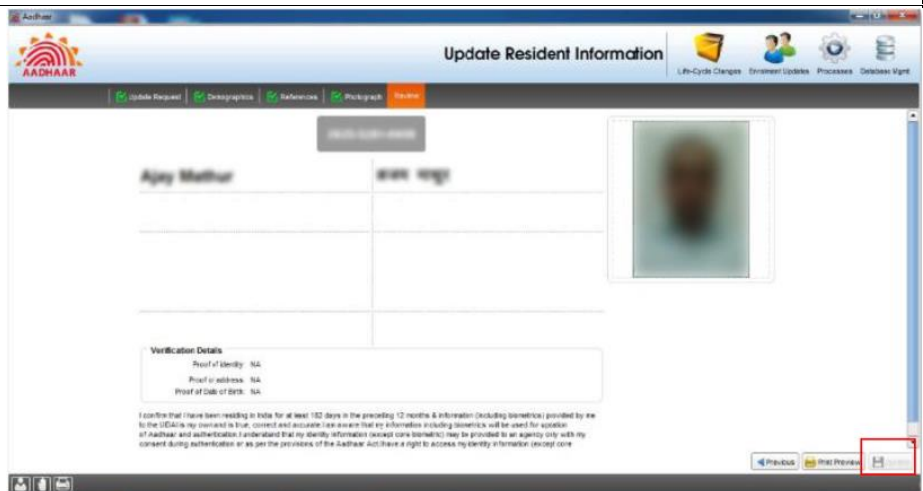 Aadhaar
AADHAAR
Update Resident Information
Life-Cycle Changes Enrolment Updates Processes Database Mgmt
Update Request Demographics References Photograph Review
Verification Details
Proof of Identity NA
Proof of address NA
Proof of Date of Birth NA
I confirm that I have been residing in India for at least 182 days in the preceding 12 months & information (including biometrics) provided by me
to the UIDAI is my own and is true, correct and accurate I am aware that my information including biometrics will be used for
of Aadhaar and authentication. I understand that my identity information (except core biometric) may be provided to an agency only with my
consent during authentication or as per the provisions of the Aadhaar Act. I have a right to access my identity information (except core
Previous Print Preview